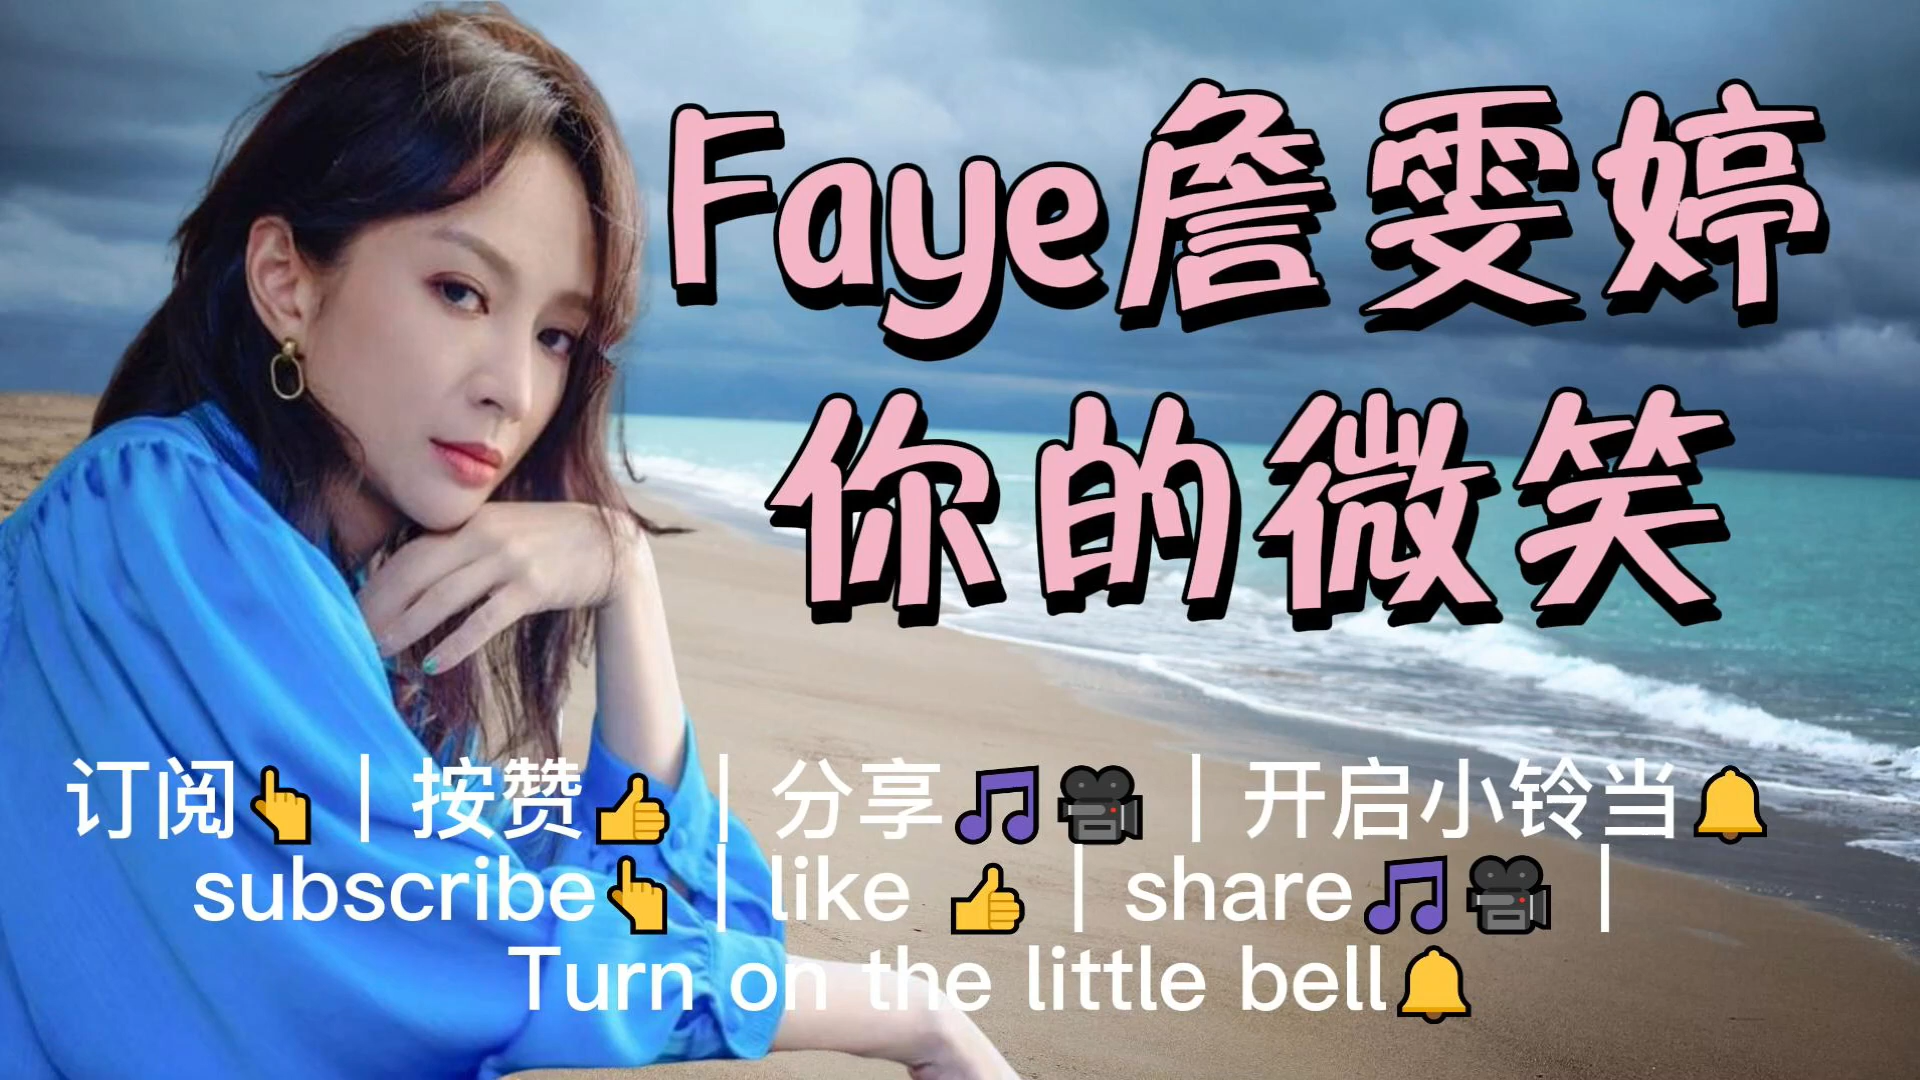 Faye詹雯婷
你的微笑
订阅👆｜按赞👍｜分享🎵🎥｜开启小铃当🔔
subscribe👆｜like 👍｜share🎵🎥｜
Turn on the little bell🔔